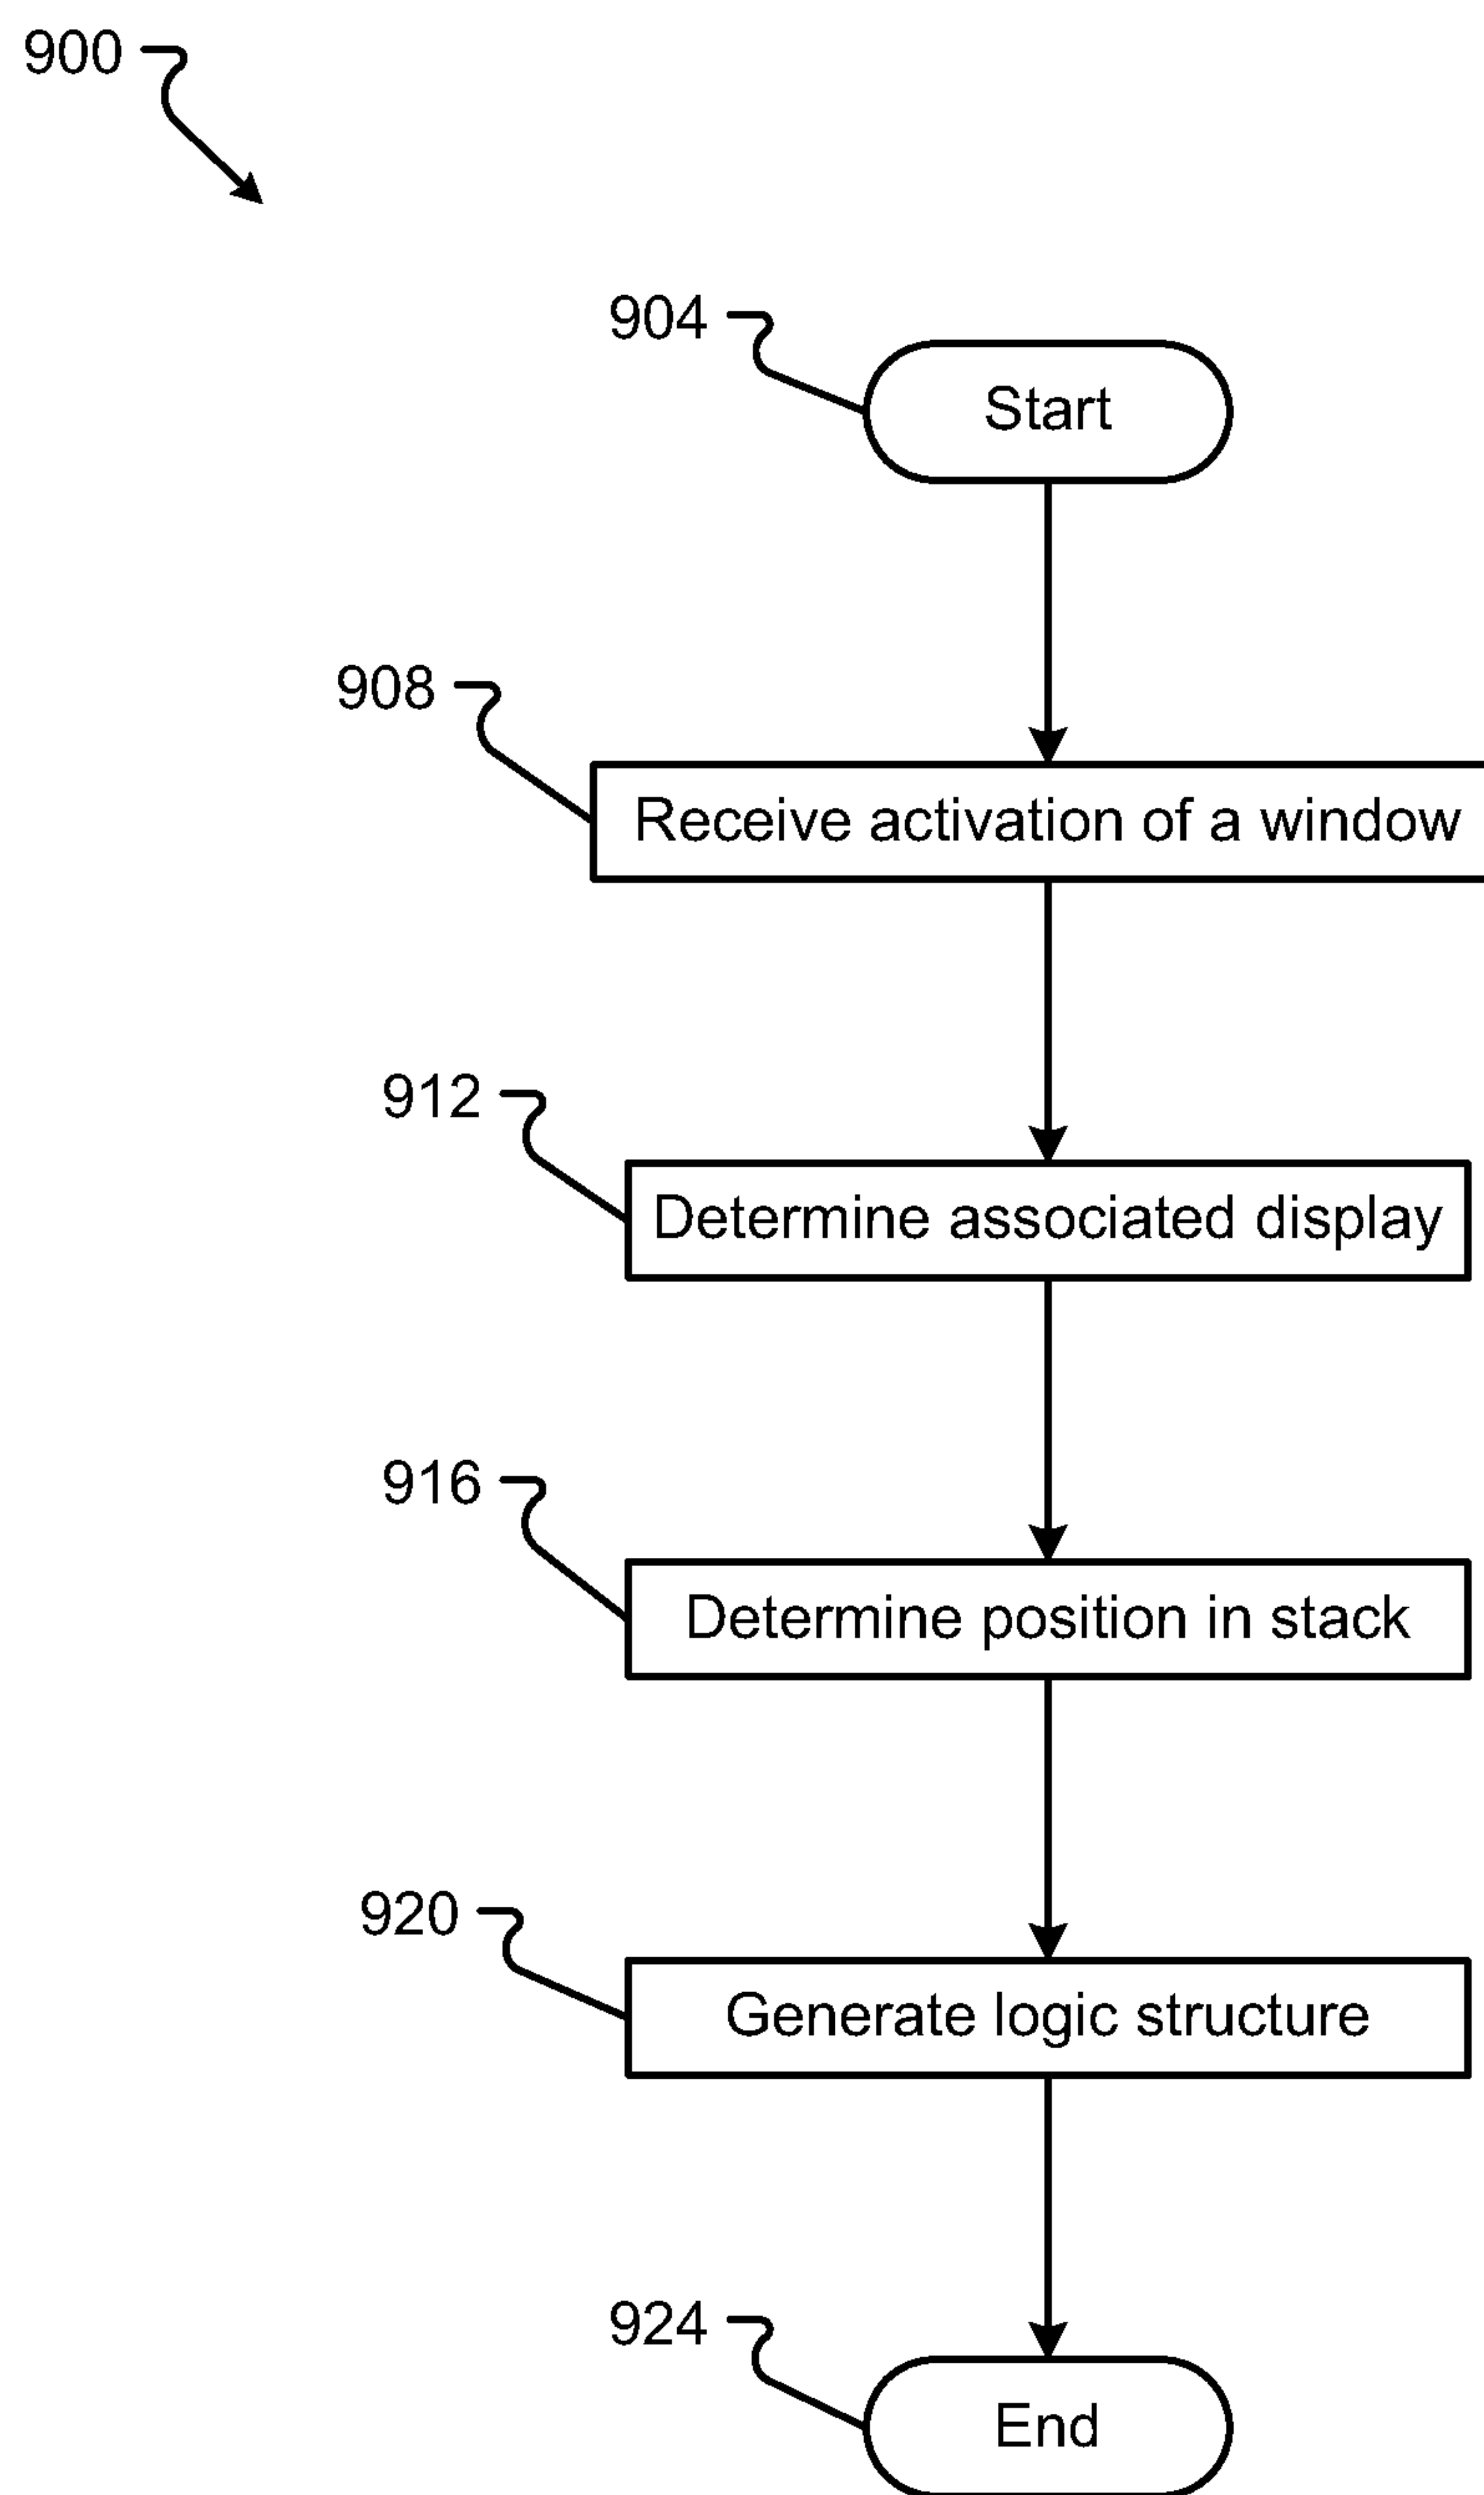 900
904
Start
908
Receive activation of a window
912
Determine associated display
916
Determine position in stack
920
Generate logic structure
924
End